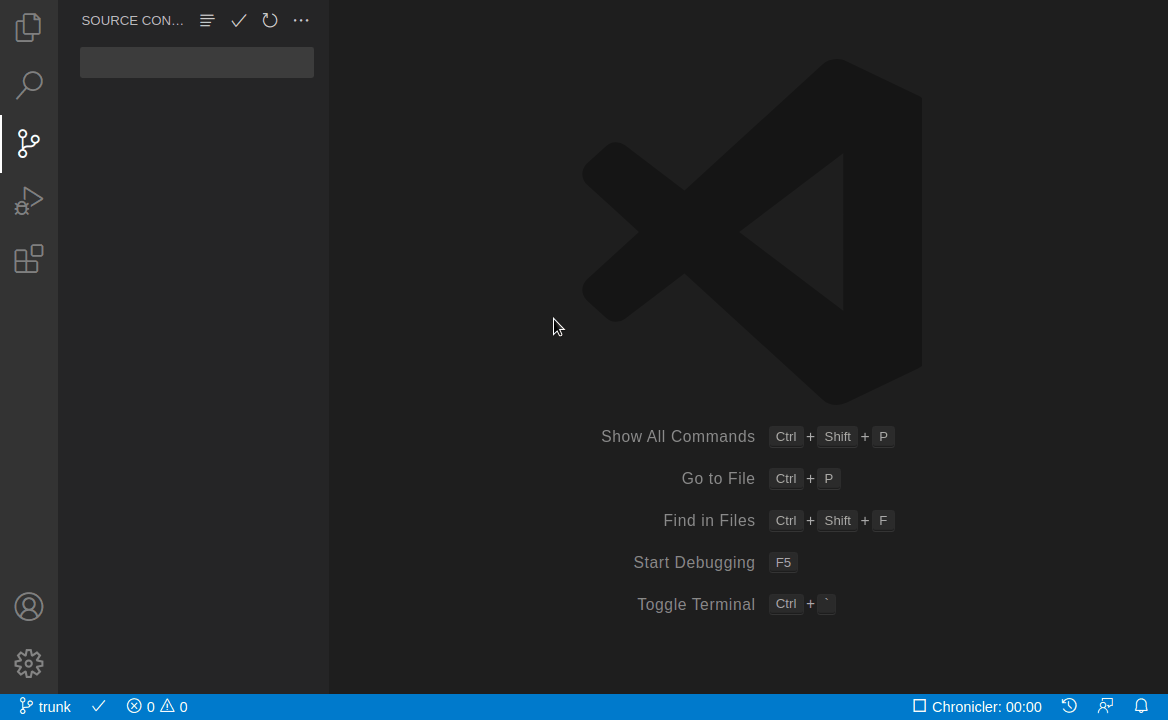 SOURCE CON...
Show All Commands Ctrl + Shift + P
Go to File Ctrl + P
Find in Files Ctrl + Shift + F
Start Debugging F5
Toggle Terminal Ctrl + `
trunk 0 0 Chronicler: 00:00